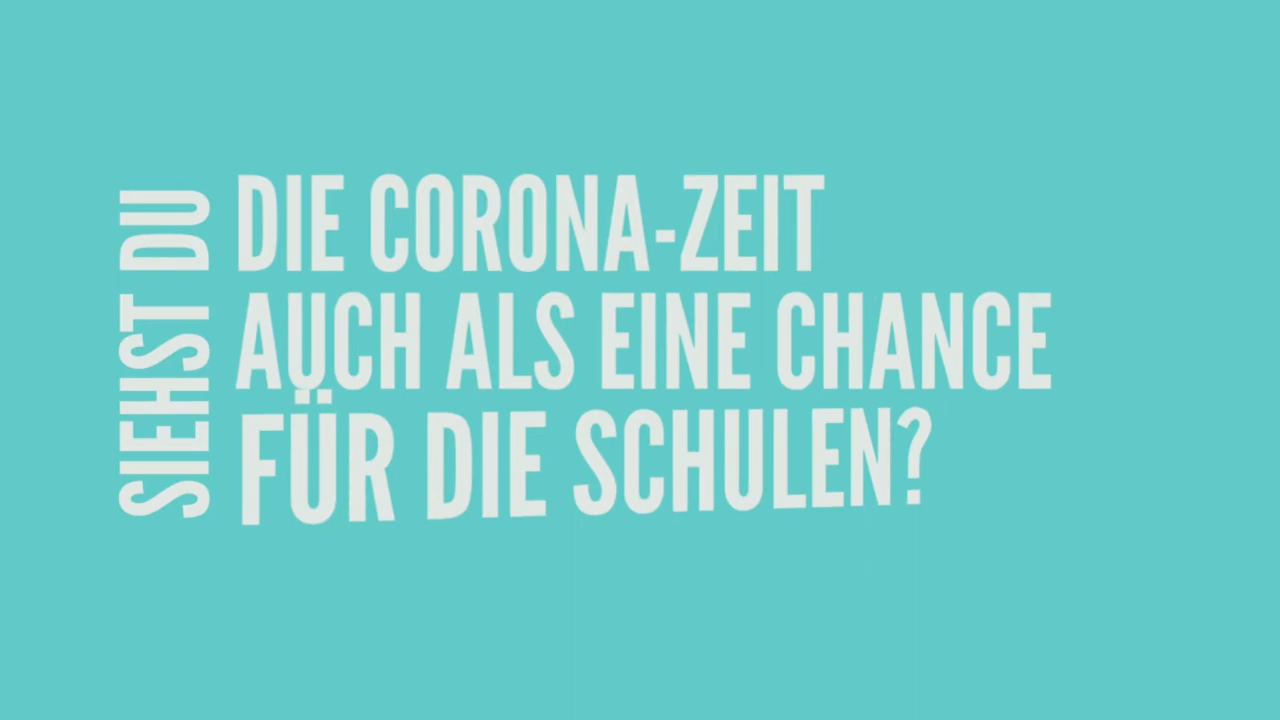 SIEHST DU
DIE CORONA-ZEIT
AUCH ALS EINE CHANCE
FÜR DIE SCHULEN?